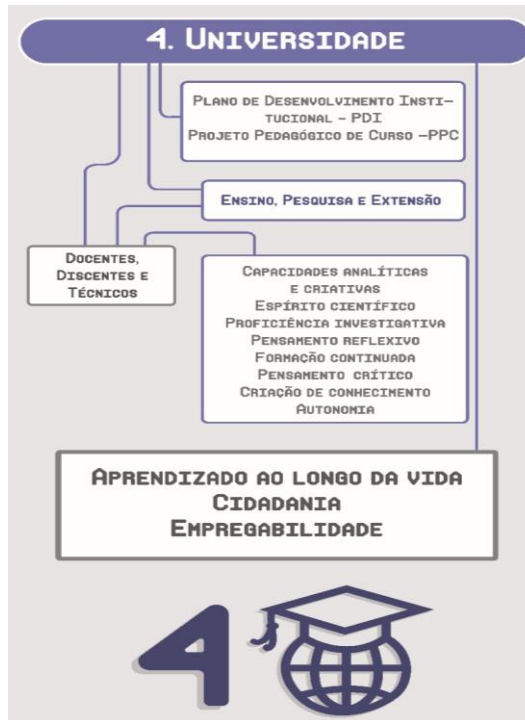 4. Universidade
Plano de Desenvolvimento Insti-
tucional - PDI
Projeto Pedagógico de Curso -PPC
Ensino, Pesquisa e Extensão
Docentes,
Discentes e
Técnicos
Capacidades analíticas
e criativas
Espírito científico
Proficiência investigativa
Pensamento reflexivo
Formação continuada
Pensamento crítico
Criação de conhecimento
Autonomia
Aprendizado ao longo da vida
Cidadania
Empregabilidade
4